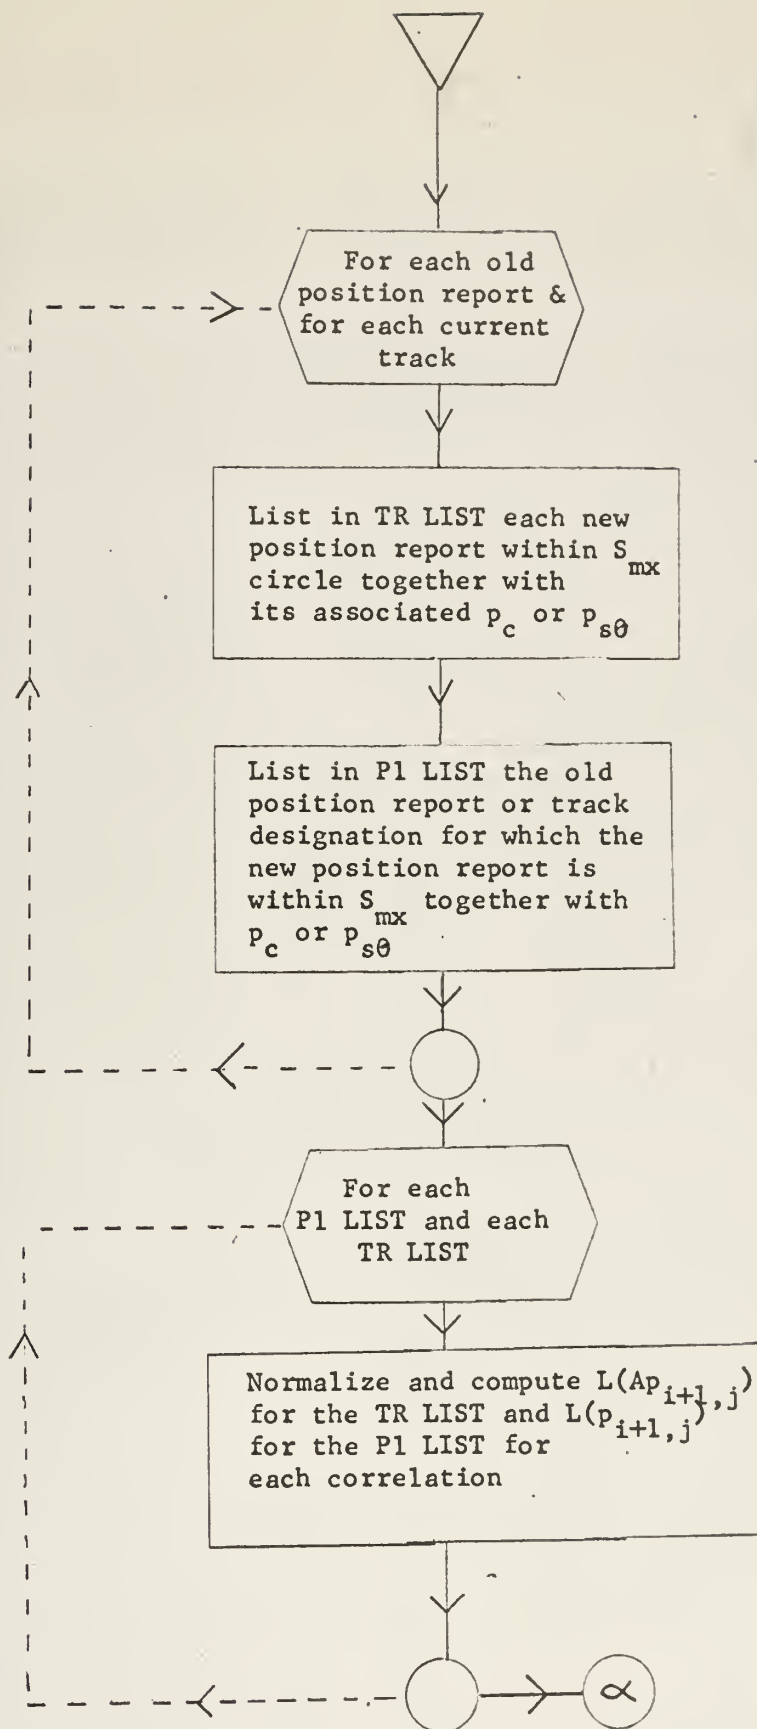 For each old
position report &
for each current
track
List in TR LIST each new
position report within S_mx
circle together with
its associated p_c or p_sθ
List in P1 LIST the old
position report or track
designation for which the
new position report is
within S_mx together with
p_c or p_sθ
For each
P1 LIST and each
TR LIST
Normalize and compute L(Ap_i+1,j)
for the TR LIST and L(p_i+1,j)
for the P1 LIST for
each correlation
α